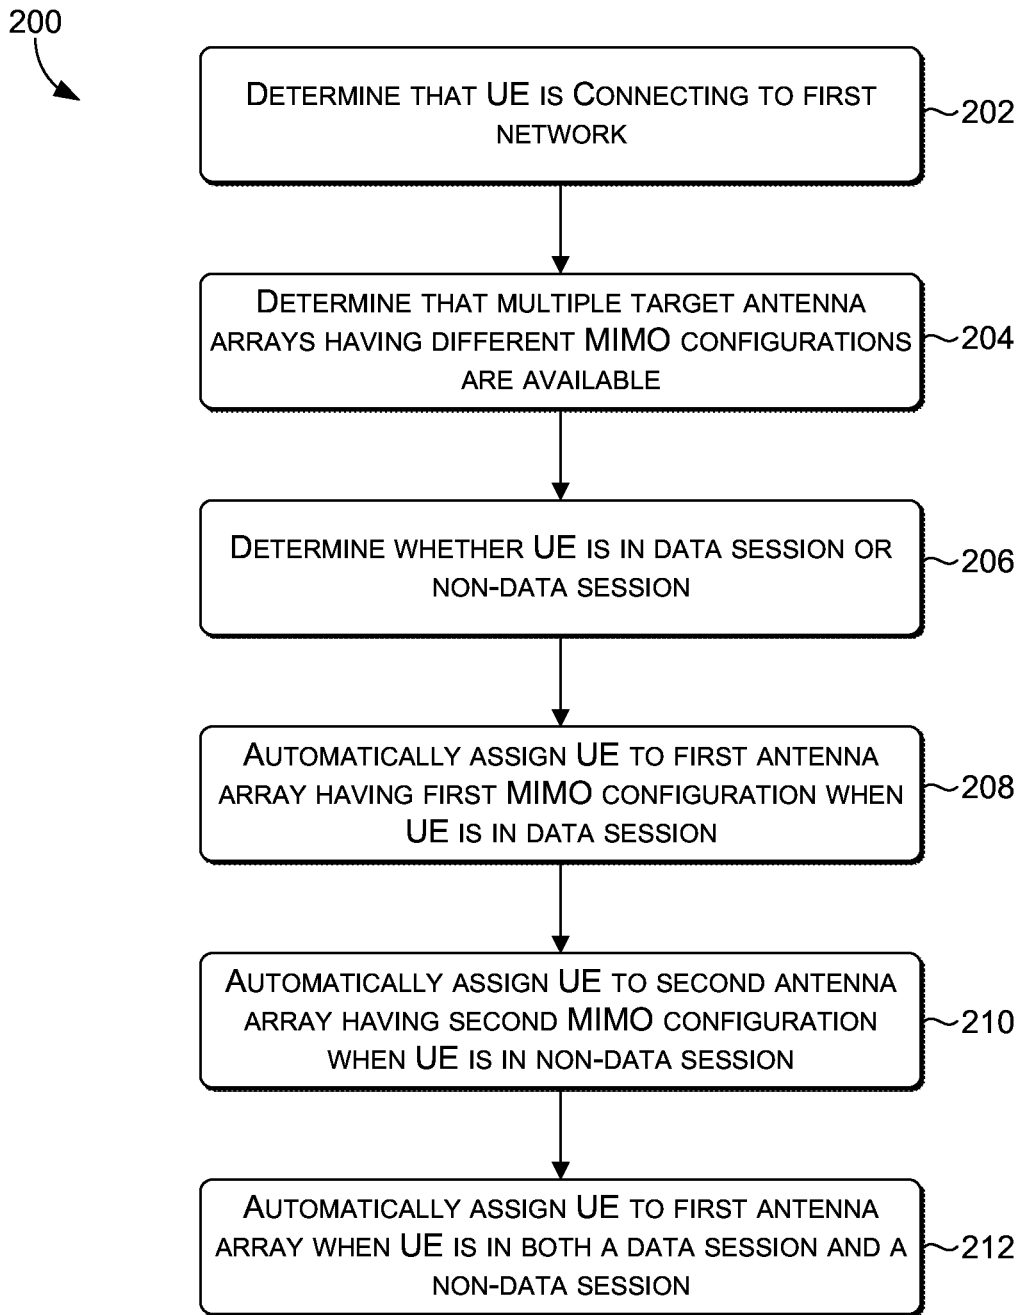 200
DETERMINE THAT UE IS CONNECTING TO FIRST
NETWORK
202
DETERMINE THAT MULTIPLE TARGET ANTENNA
ARRAYS HAVING DIFFERENT MIMO CONFIGURATIONS
ARE AVAILABLE
204
DETERMINE WHETHER UE IS IN DATA SESSION OR
NON-DATA SESSION
206
AUTOMATICALLY ASSIGN UE TO FIRST ANTENNA
ARRAY HAVING FIRST MIMO CONFIGURATION WHEN
UE IS IN DATA SESSION
208
AUTOMATICALLY ASSIGN UE TO SECOND ANTENNA
ARRAY HAVING SECOND MIMO CONFIGURATION
WHEN UE IS IN NON-DATA SESSION
210
AUTOMATICALLY ASSIGN UE TO FIRST ANTENNA
ARRAY WHEN UE IS IN BOTH A DATA SESSION AND A
NON-DATA SESSION
212